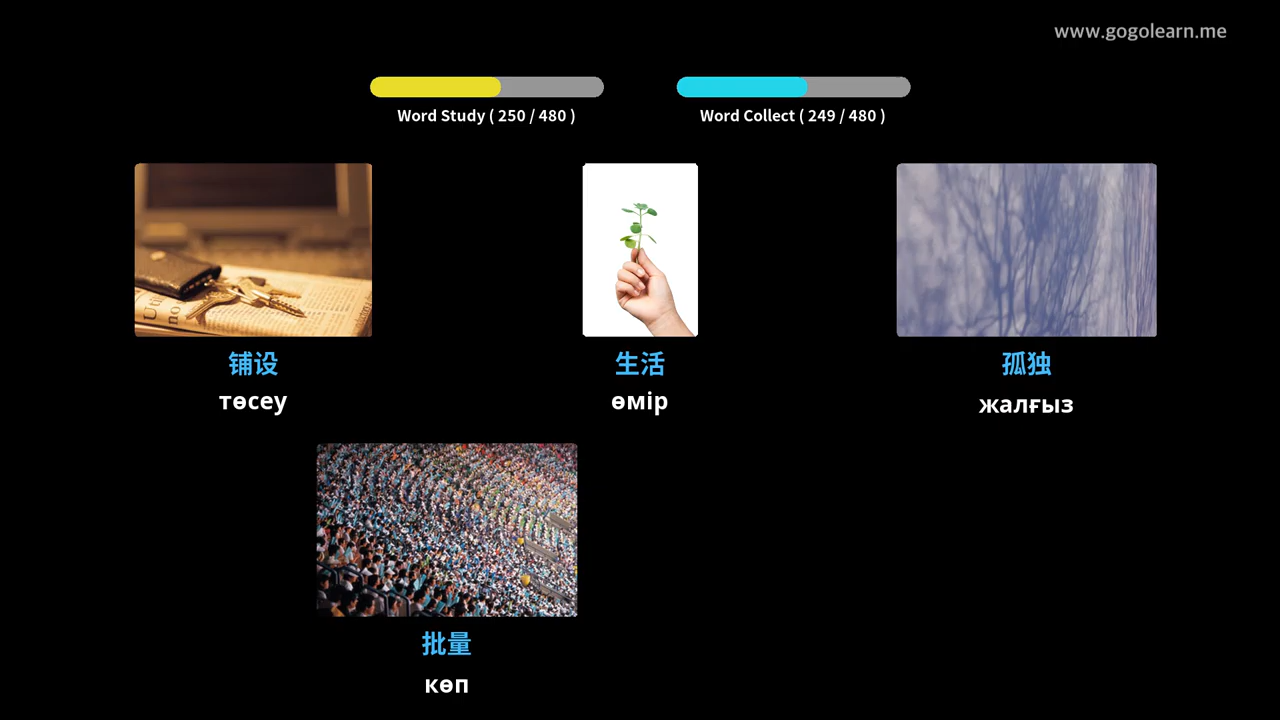 www.gogolearn.me
Word Study ( 250 / 480 )
Word Collect ( 249 / 480 )
铺设
төсеу
生活
өмір
孤独
жалғыз
批量
көп